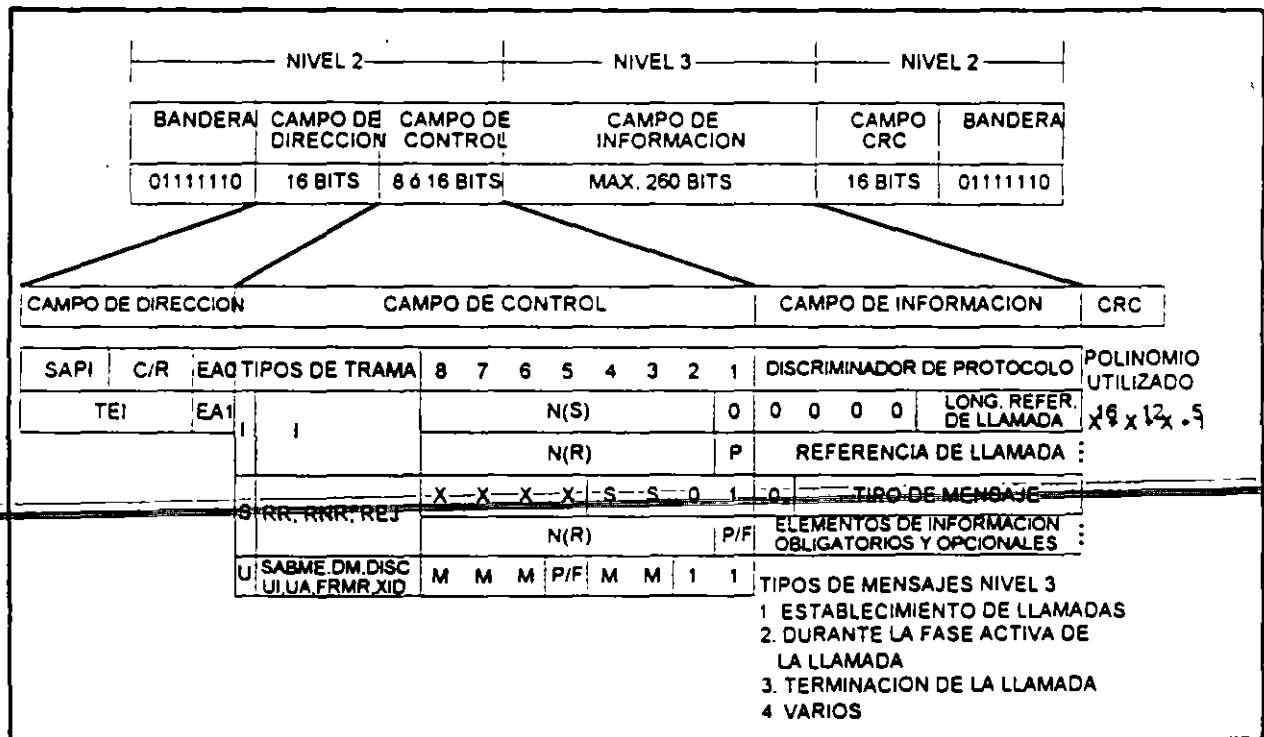 NIVEL 2 NIVEL 3 NIVEL 2
BANDERA CAMPO DE DIRECCION CAMPO DE CONTROL CAMPO DE INFORMACION CAMPO CRC BANDERA
01111110 16 BITS 8 ó 16 BITS MAX. 260 BITS 16 BITS 01111110
CAMPO DE DIRECCION CAMPO DE CONTROL CAMPO DE INFORMACION CRC
SAPI C/R EA0 TIPOS DE TRAMA 8 7 6 5 4 3 2 1 DISCRIMINADOR DE PROTOCOLO POLINOMIO UTILIZADO
TEI EA1 I I N(S) 0 0 0 0 0 LONG. REFER. DE LLAMADA
N(R) P REFERENCIA DE LLAMADA :
S RR, RNR, REJ X X X X S S 0 1 0 TIPO DE MENSAJE
N(R) P/F ELEMENTOS DE INFORMACION OBLIGATORIOS Y OPCIONALES :
U SABME.DM.DISC UI,UA,FRMR,XID M M M P/F M M 1 1
TIPOS DE MENSAJES NIVEL 3
1 ESTABLECIMIENTO DE LLAMADAS
2. DURANTE LA FASE ACTIVA DE
LA LLAMADA
3. TERMINACION DE LA LLAMADA
4 VARIOS